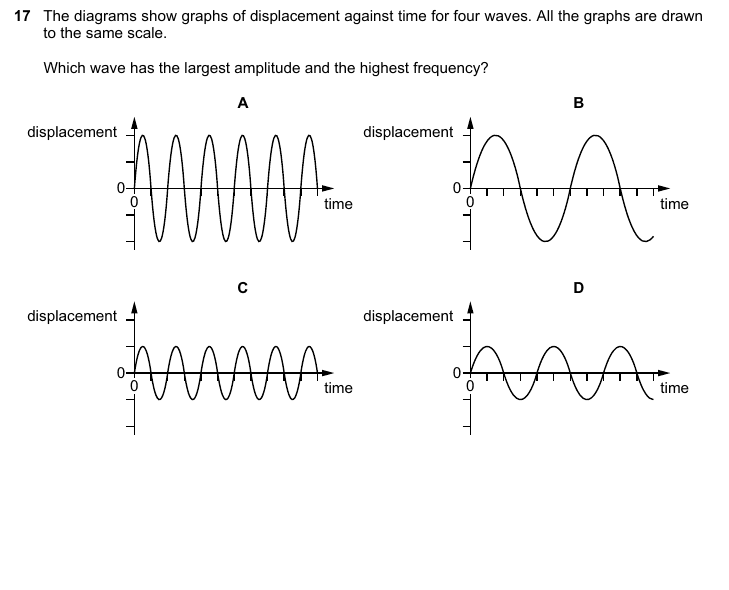 17 The diagrams show graphs of displacement against time for four waves. All the graphs are drawn
to the same scale.
Which wave has the largest amplitude and the highest frequency?
A
displacement
0
0
time
B
displacement
0
0
time
C
displacement
0
0
time
D
displacement
0
0
time